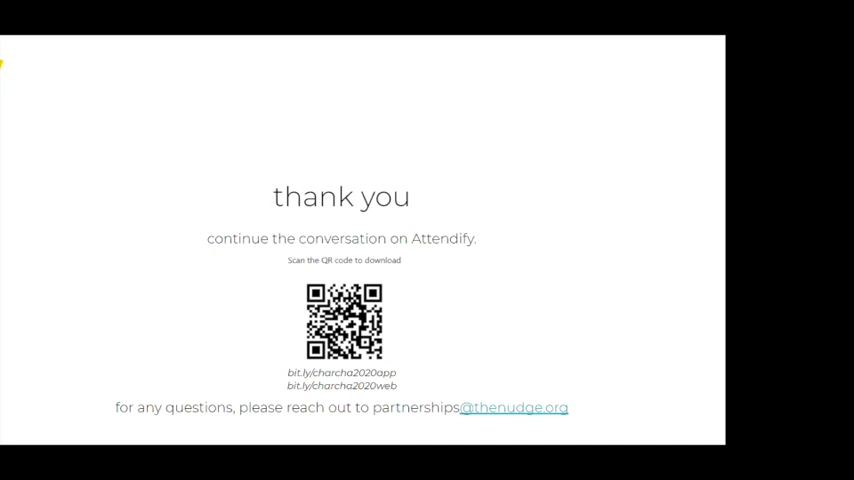 thank you
continue the conversation on Attendify.
Scan the QR code to download
bit.ly/charcha2020app
bit.ly/charcha2020web
for any questions, please reach out to partnerships@thenudge.org